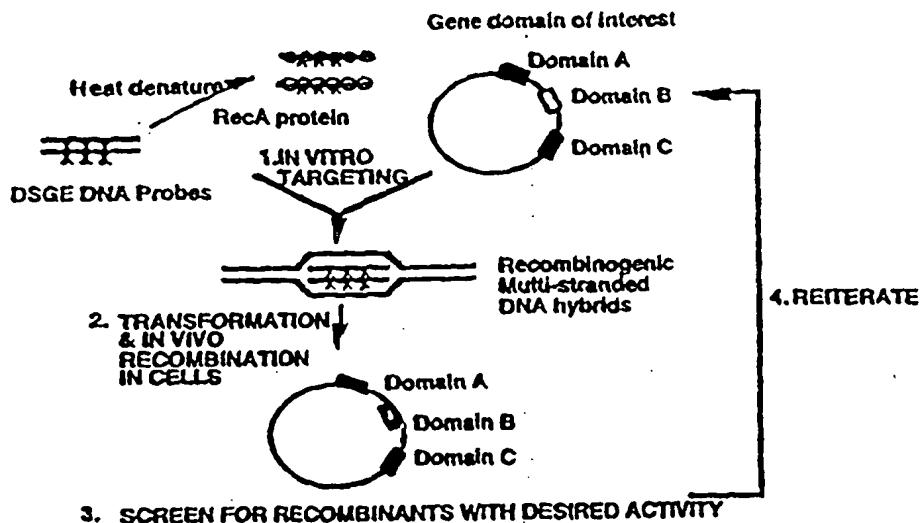 Gene domain of interest
Domain A
Heat denature
Domain B
RecA protein
Domain C
1.IN VITRO
TARGETING
DSGE DNA Probes
Recombinogenic
Multi-stranded
DNA hybrids
4. REITERATE
2. TRANSFORMATION
& IN VIVO
RECOMBINATION
IN CELLS
Domain A
Domain B
Domain C
3. SCREEN FOR RECOMBINANTS WITH DESIRED ACTIVITY